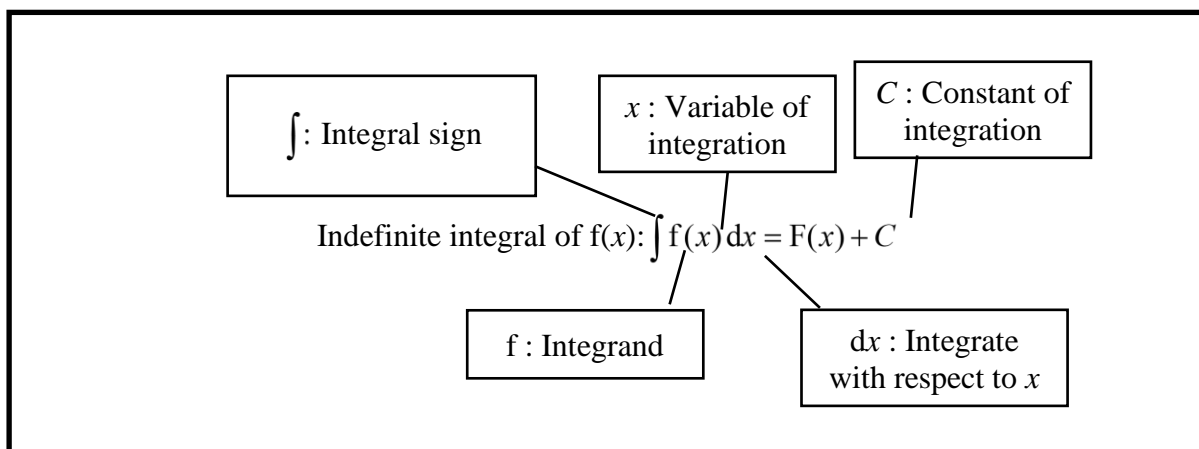 ∫: Integral sign
x : Variable of
integration
C : Constant of
integration
Indefinite integral of f(x): ∫ f (x) dx = F(x) + C
f : Integrand
dx : Integrate
with respect to x